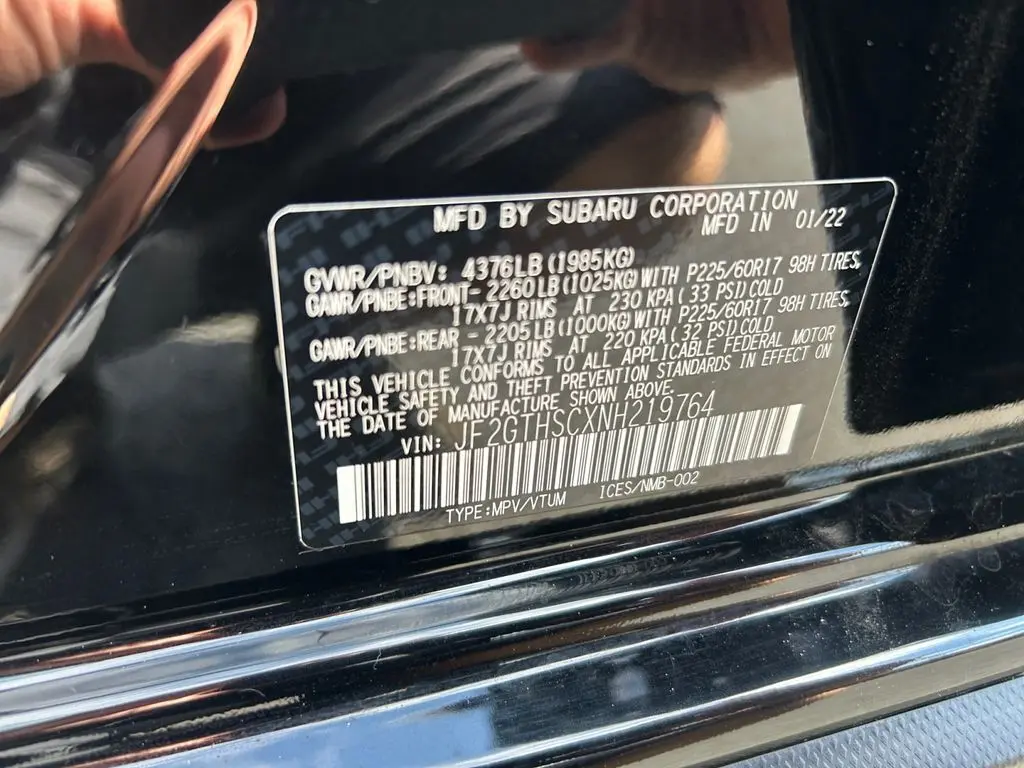 MFD BY SUBARU CORPORATION
MFD IN 01/22
GVWR/PNBV: 4376LB(1985KG)
GAWR/PNBE:FRONT- 2260LB(1025KG)WITH P225/60R17 98H TIRES,
17X7J RIMS AT 230 KPA(33 PSI)COLD
GAWR/PNBE:REAR - 2205LB(1000KG)WITH P225/60R17 98H TIRES,
17X7J RIMS AT 220 KPA(32 PSI)COLD
THIS VEHICLE CONFORMS TO ALL APPLICABLE FEDERAL MOTOR
VEHICLE SAFETY AND THEFT PREVENTION STANDARDS IN EFFECT ON
THE DATE OF MANUFACTURE SHOWN ABOVE.
VIN: JF2GTHSCXNH219764
TYPE:MPV/VTUM ICES/NMB-002